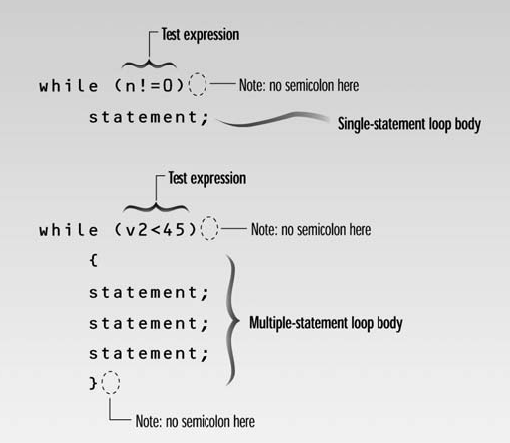 Test expression
while (n!=0) Note: no semicolon here
statement; Single-statement loop body
Test expression
while (v2<45) Note: no semicolon here
{
statement;
statement; Multiple-statement loop body
statement;
}
Note: no semicolon here